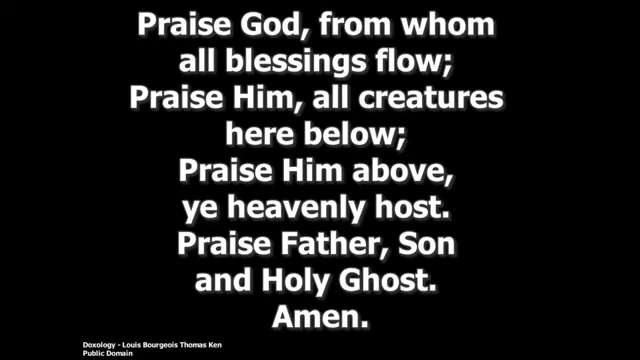 Praise God, from whom
all blessings flow;
Praise Him, all creatures
here below;
Praise Him above,
ye heavenly host.
Praise Father, Son
and Holy Ghost.
Amen.
Doxology - Louis Bourgeois Thomas Ken
Public Domain